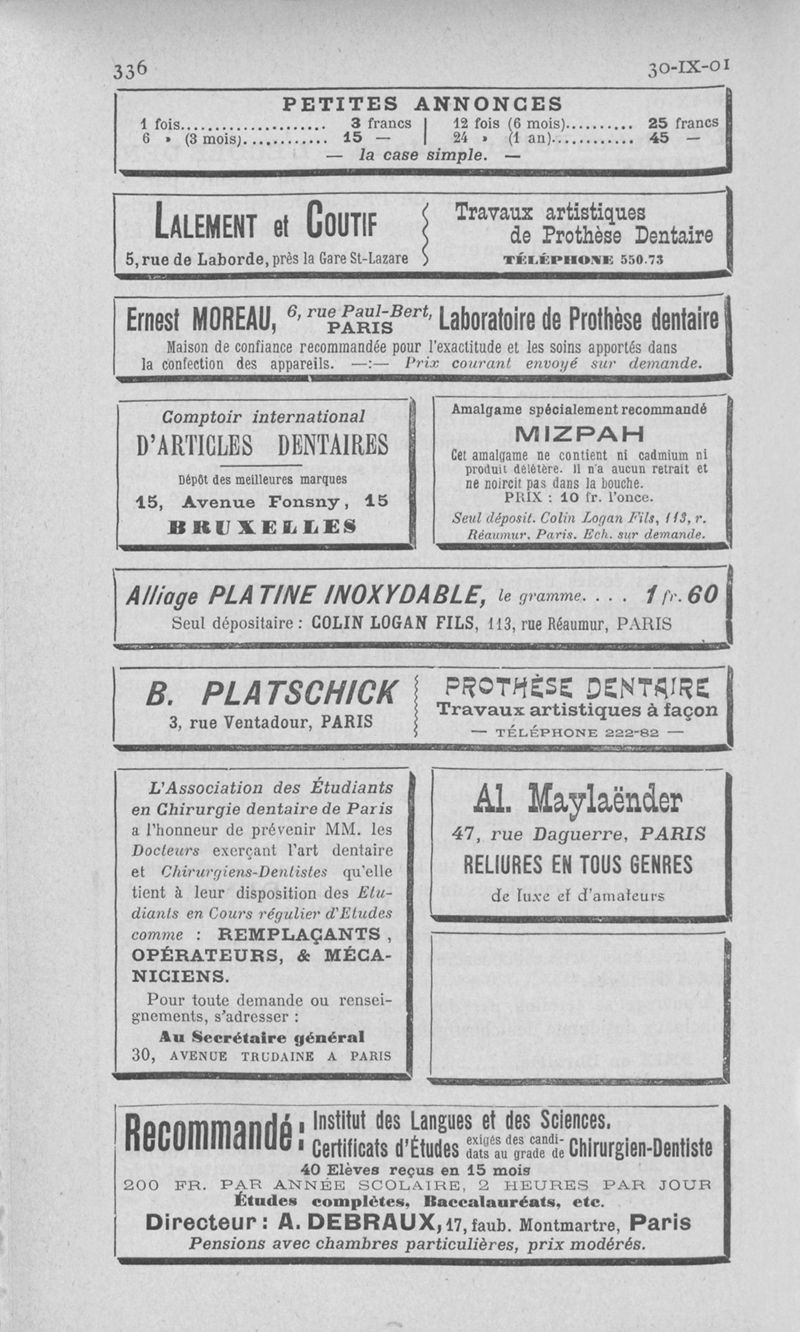 336
30-IX-01
PETITES ANNONCES
1 fois..................... 3 francs | 12 fois (6 mois).......... 25 francs
6 » (3 mois)............. 15 — | 24 » (1 an)............ 45 —
— la case simple. —
LALEMENT et COUTIF
5, rue de Laborde, près la Gare St-Lazare
Travaux artistiques
de Prothèse Dentaire
TÉLÉPHONE 550.73
Ernest MOREAU, 6, rue Paul-Bert, PARIS Laboratoire de Prothèse dentaire
Maison de confiance recommandée pour l'exactitude et les soins apportés dans
la confection des appareils. —:— Prix courant envoyé sur demande.
Comptoir international
D'ARTICLES DENTAIRES
Dépôt des meilleures marques
15, Avenue Fonsny, 15
BRUXELLES
Amalgame spécialement recommandé
MIZPAH
Cet amalgame ne contient ni cadmium ni
produit délétère. Il n'a aucun retrait et
ne noircit pas dans la bouche.
PRIX : 10 fr. l'once.
Seul déposit. Colin Logan Fils, 113, r.
Réaumur, Paris. Ech. sur demande.
Alliage PLATINE INOXYDABLE, le gramme. . . . 1 fr. 60
Seul dépositaire : COLIN LOGAN FILS, 113, rue Réaumur, PARIS
B. PLATSCHICK
3, rue Ventadour, PARIS
PROTHÈSE DENTAIRE
Travaux artistiques à façon
— TÉLÉPHONE 222-82 —
L'Association des Étudiants
en Chirurgie dentaire de Paris
a l'honneur de prévenir MM. les
Docteurs exerçant l'art dentaire
et Chirurgiens-Dentistes qu'elle
tient à leur disposition des Etu-
diants en Cours régulier d'Etudes
comme : REMPLAÇANTS,
OPÉRATEURS, & MÉCA-
NICIENS.
Pour toute demande ou rensei-
gnements, s'adresser :
Au Secrétaire général
30, AVENUE TRUDAINE A PARIS
Al. Maylaënder
47, rue Daguerre, PARIS
RELIURES EN TOUS GENRES
de luxe et d'amateurs
Recommandé : Institut des Langues et des Sciences.
Certificats d'Études exigés des candidats au grade de Chirurgien-Dentiste
40 Elèves reçus en 15 mois
200 FR. PAR ANNÉE SCOLAIRE, 2 HEURES PAR JOUR
Études complètes, Baccalauréats, etc.
Directeur : A. DEBRAUX, 17, faub. Montmartre, Paris
Pensions avec chambres particulières, prix modérés.